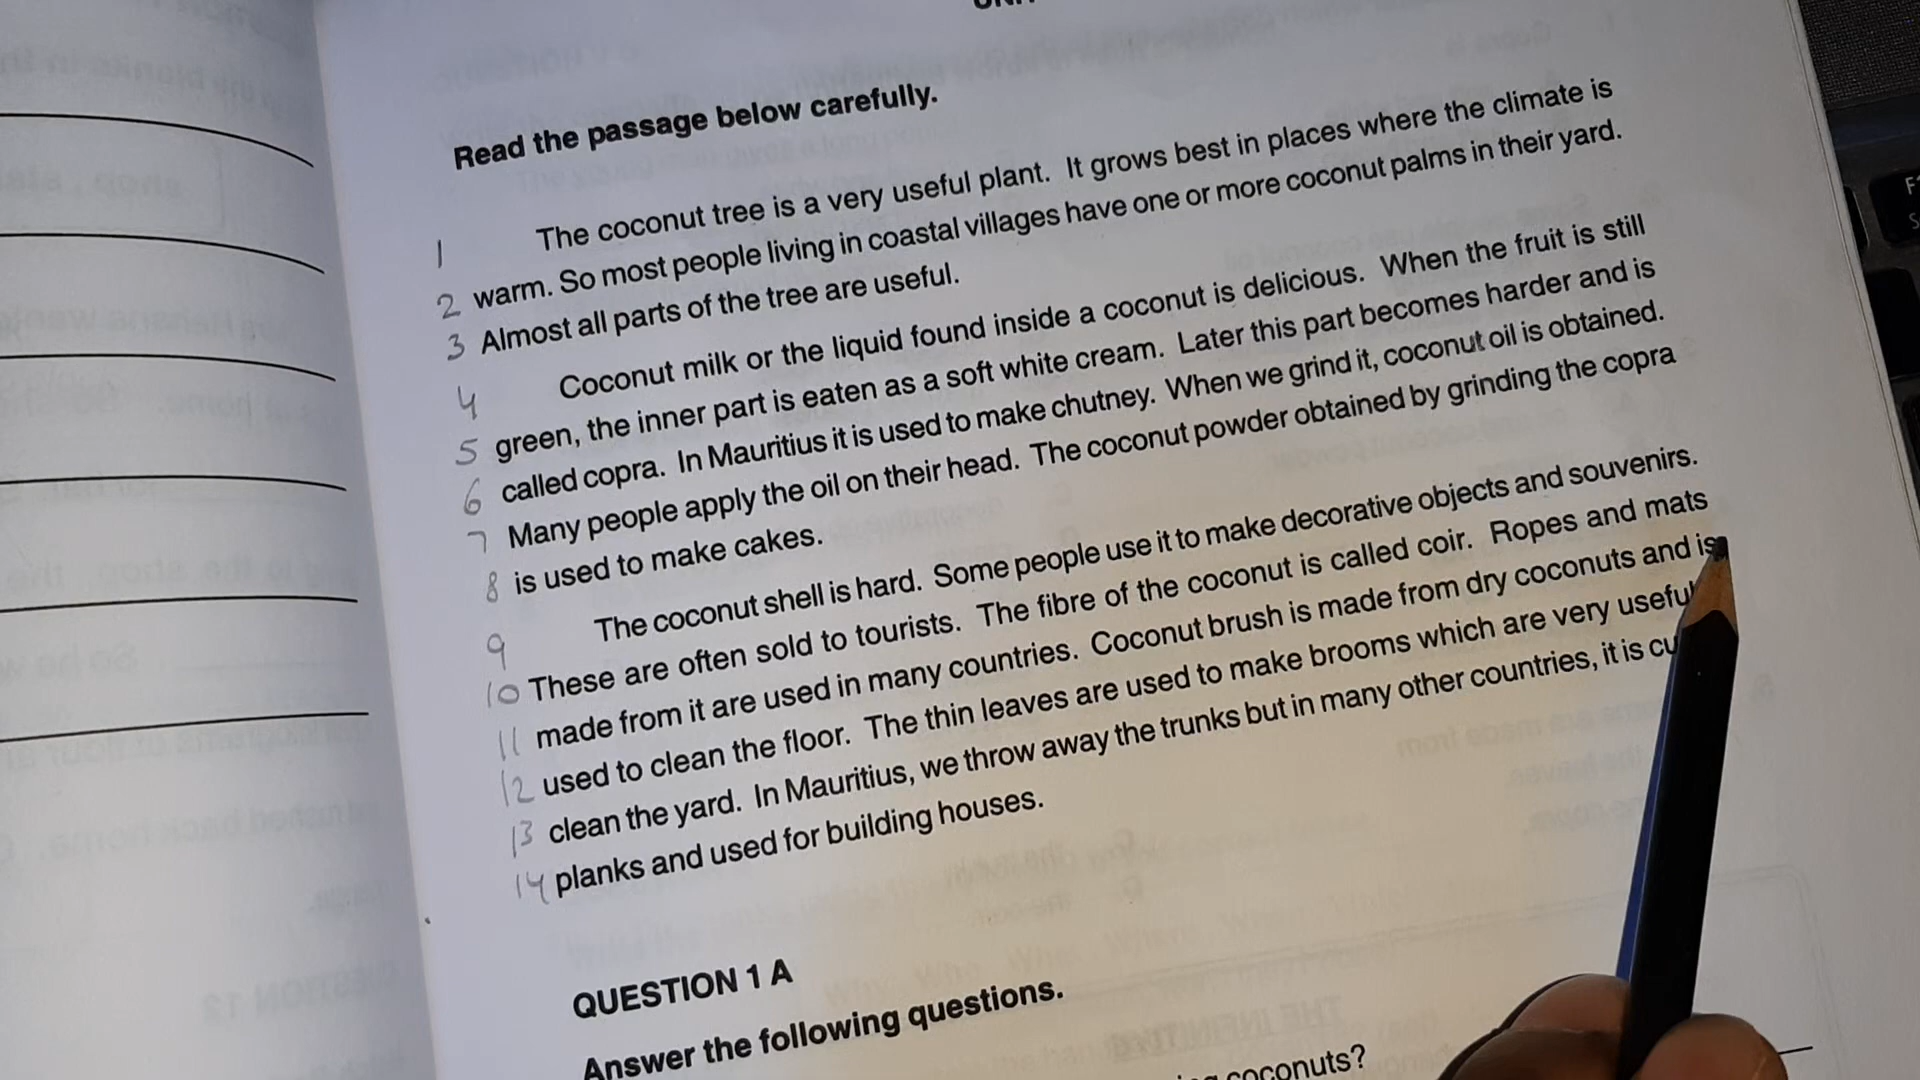 Read the passage below carefully.
1 The coconut tree is a very useful plant. It grows best in places where the climate is
2 warm. So most people living in coastal villages have one or more coconut palms in their yard.
3 Almost all parts of the tree are useful.
4 Coconut milk or the liquid found inside a coconut is delicious. When the fruit is still
5 green, the inner part is eaten as a soft white cream. Later this part becomes harder and is
6 called copra. In Mauritius it is used to make chutney. When we grind it, coconut oil is obtained.
7 Many people apply the oil on their head. The coconut powder obtained by grinding the copra
8 is used to make cakes.
9 The coconut shell is hard. Some people use it to make decorative objects and souvenirs.
10 These are often sold to tourists. The fibre of the coconut is called coir. Ropes and mats
11 made from it are used in many countries. Coconut brush is made from dry coconuts and is
12 used to clean the floor. The thin leaves are used to make brooms which are very useful
13 clean the yard. In Mauritius, we throw away the trunks but in many other countries, it is
14 planks and used for building houses.
QUESTION 1 A
Answer the following questions.
coconuts?